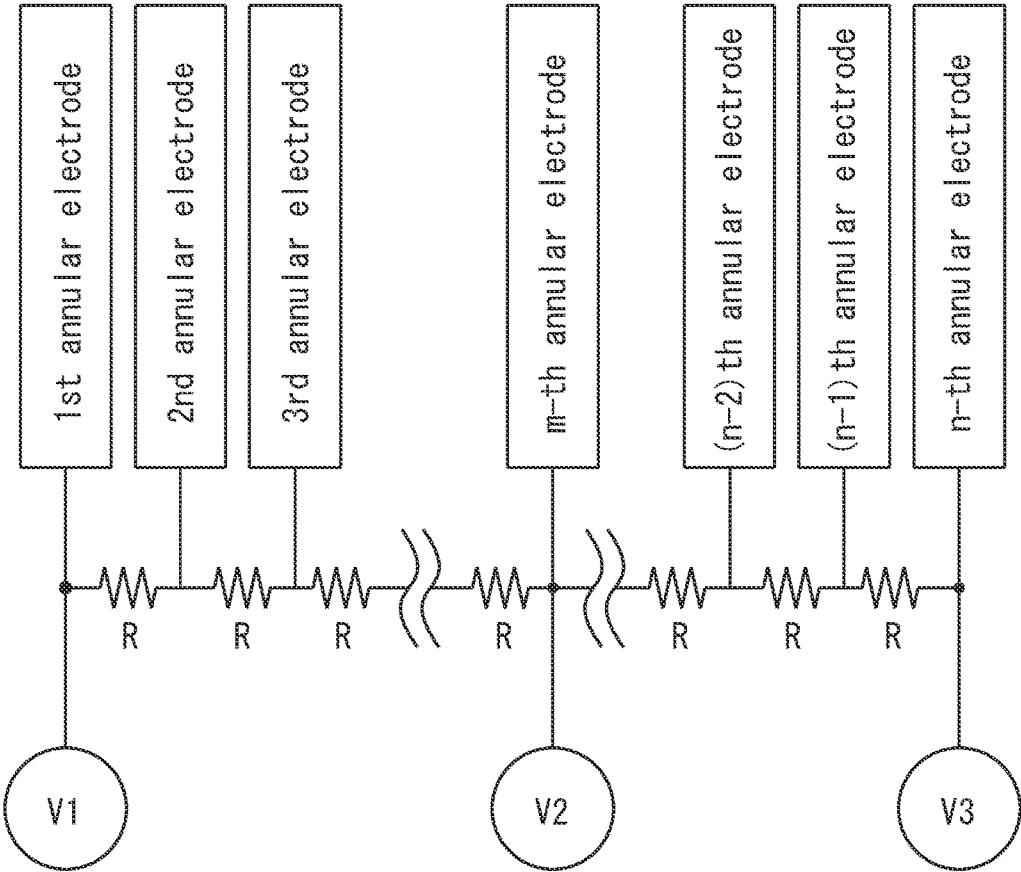 1st annular electrode
2nd annular electrode
3rd annular electrode
m-th annular electrode
(n-2)th annular electrode
(n-1)th annular electrode
n-th annular electrode
R
R
R
R
R
R
R
V1
V2
V3